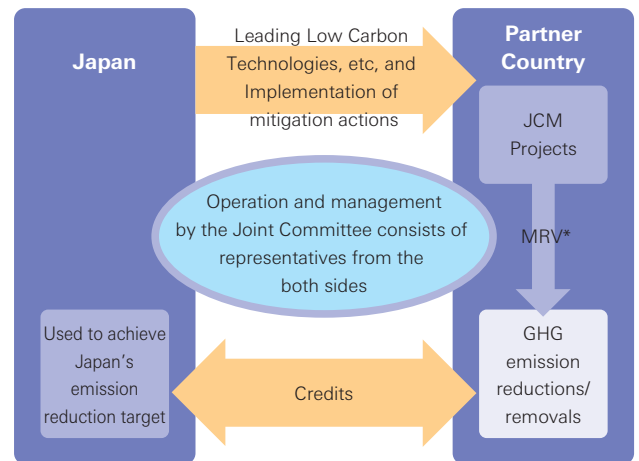 Japan
Leading Low Carbon
Technologies, etc, and
Implementation of
mitigation actions
Partner
Country
JCM
Projects
Operation and management
by the Joint Committee consists of
representatives from the
both sides
MRV*
Used to achieve
Japan's
emission
reduction target
Credits
GHG
emission
reductions/
removals